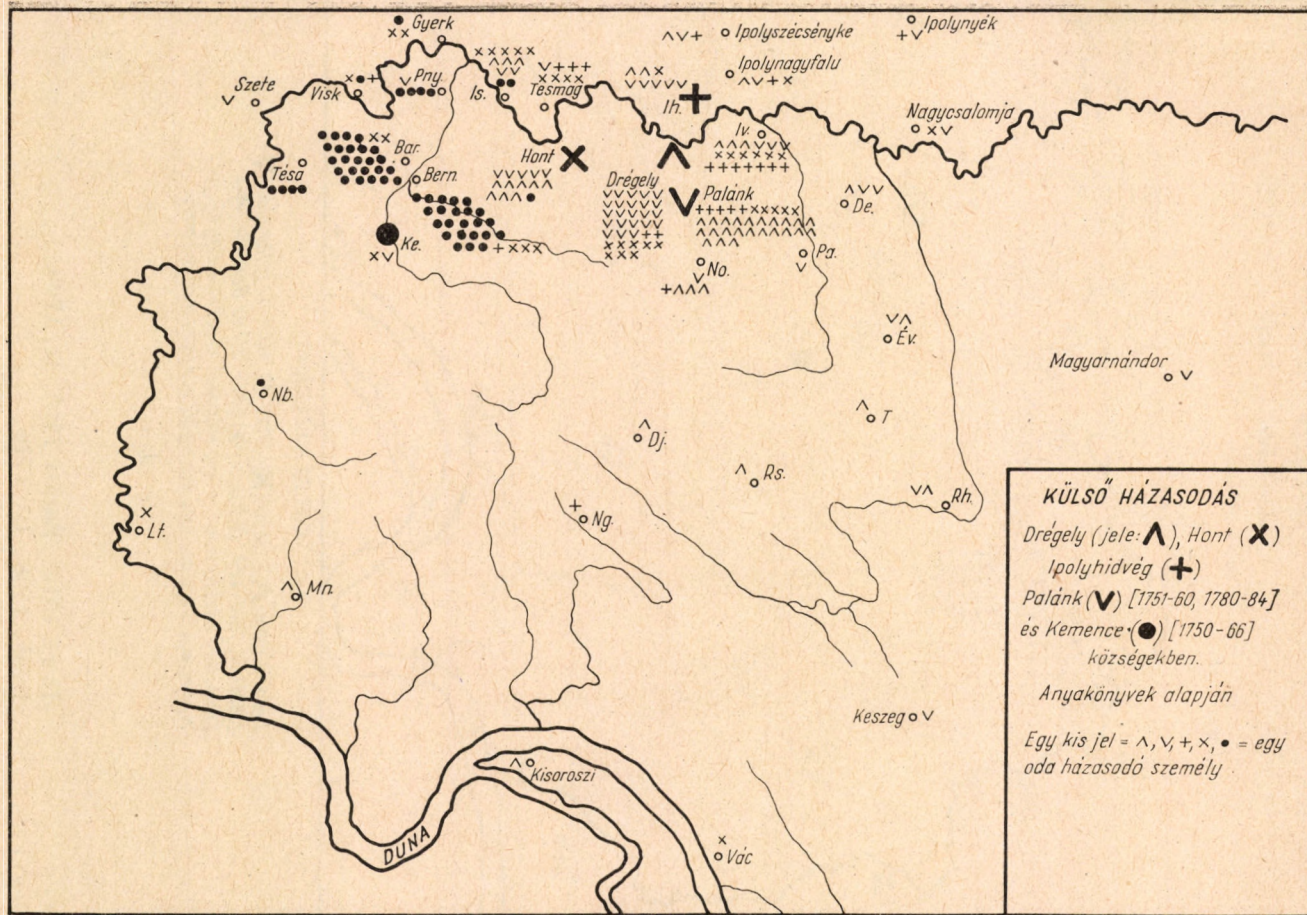 Gyerk
Ipolyszécsényke
Ipolynyék
Szete
Visk
Pny.
Is.
Tésmag
Ipolynagyfalu
Ih.
Nagycsalomja
Tésa
Bar.
Bern.
Hont
Iv.
Drégely
Palánk
De.
Ke.
No.
Pa.
Év.
Magyarnándor
Nb.
Dj.
T
Rs.
Rh.
Lt.
Ng.
Mn.
Keszeg
Kisoroszi
DUNA
Vác
KÜLSŐ HÁZASODÁS
Drégely (jele: ʌ), Hont (x)
Ipolyhidvég (+)
Palánk (v) [1751-60, 1780-84]
és Kemence (●) [1750-66]
községekben.
Anyakönyvek alapján
Egy kis jel = ʌ, v, +, x, ● = egy
oda házasodó személy